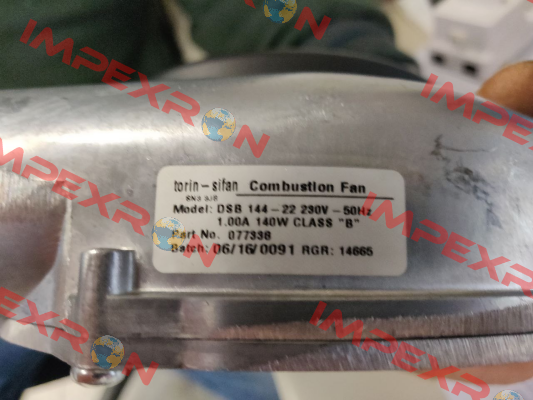 torin-sifan Combustion Fan
SN3 3JB
Model: DSB 144-22 230V-50Hz
1.00A 140W CLASS "B"
Part No. 077338
Batch: 06/16/0091 RGR: 14665
IMPEXRON
IMPEXRON
IMPEXRON
IMPEXRON
IMPEXRON